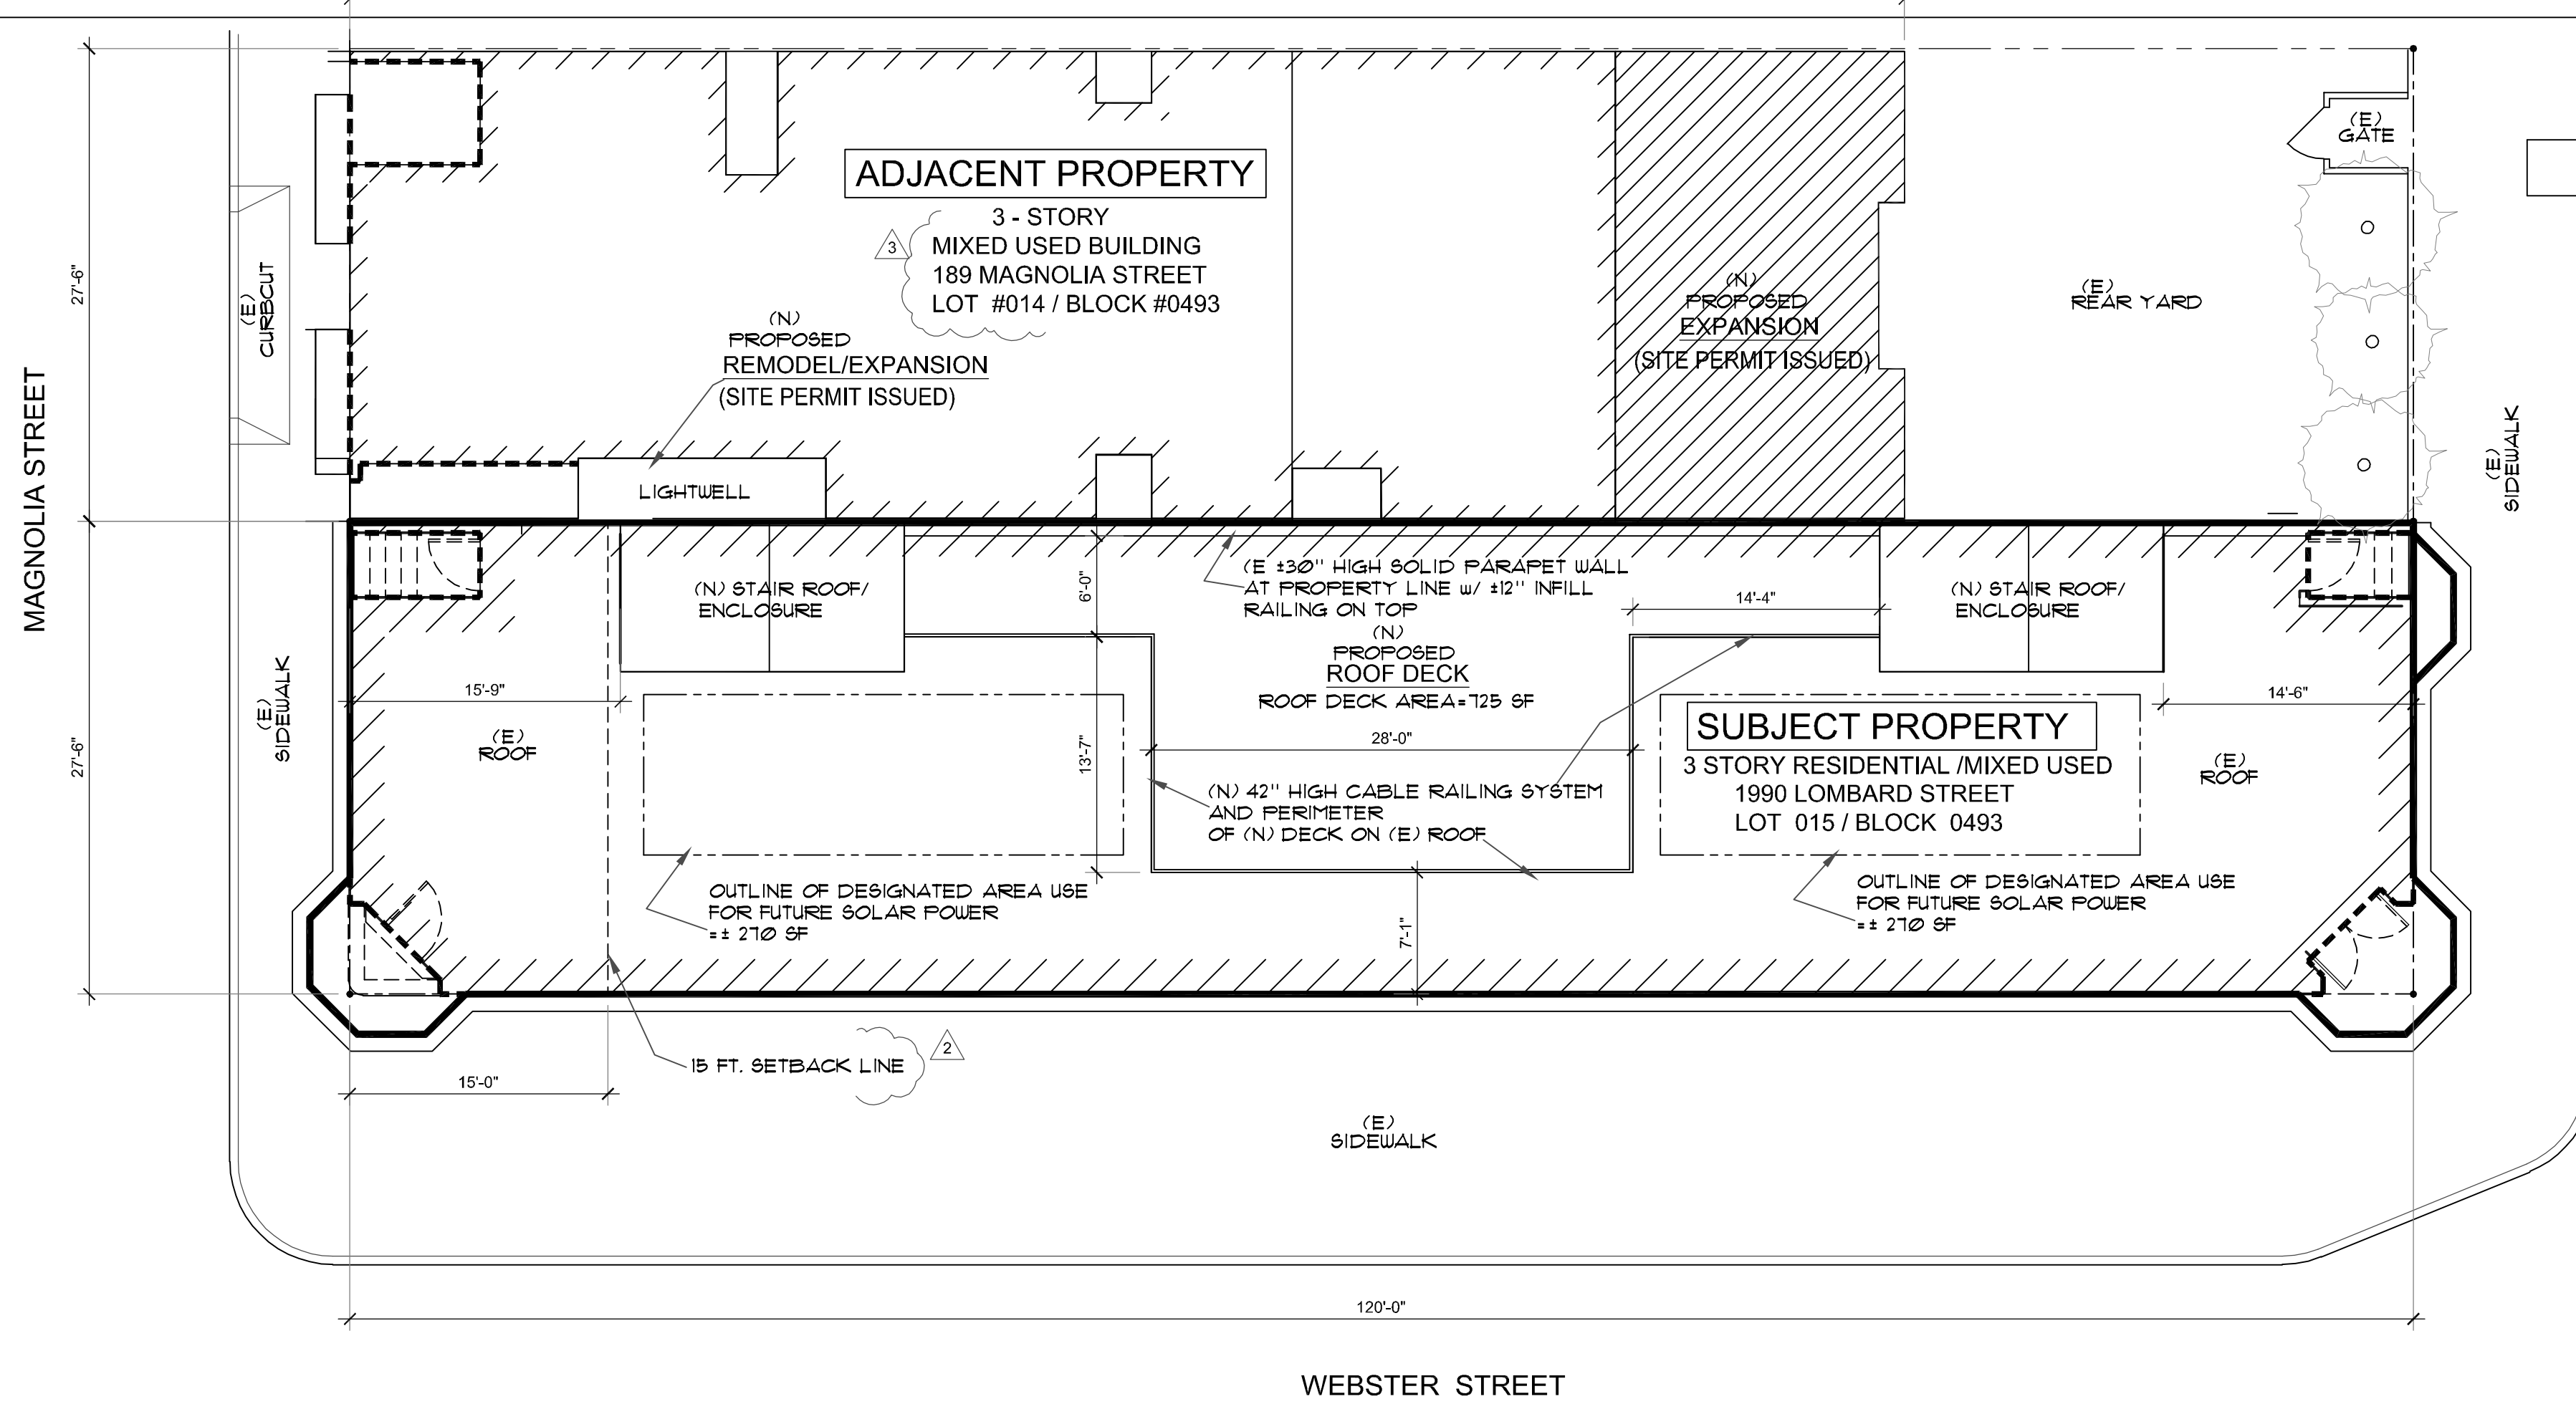 27'-6"
(E)
CURBCUT
MAGNOLIA STREET
ADJACENT PROPERTY
3 - STORY
MIXED USED BUILDING
189 MAGNOLIA STREET
LOT #014 / BLOCK #0493
3
(N)
PROPOSED
REMODEL/EXPANSION
(SITE PERMIT ISSUED)
LIGHTWELL
(N)
PROPOSED
EXPANSION
(SITE PERMIT ISSUED)
(E)
REAR YARD
(E)
GATE
(E)
SIDEWALK
27'-6"
(E)
SIDEWALK
(N) STAIR ROOF/
ENCLOSURE
6'-0"
(E ±30" HIGH SOLID PARAPET WALL
AT PROPERTY LINE w/ ±12" INFILL
RAILING ON TOP
(N)
PROPOSED
ROOF DECK
ROOF DECK AREA=725 SF
14'-4"
(N) STAIR ROOF/
ENCLOSURE
15'-9"
14'-6"
(E)
ROOF
13'-7"
28'-0"
SUBJECT PROPERTY
3 STORY RESIDENTIAL /MIXED USED
1990 LOMBARD STREET
LOT 015 / BLOCK 0493
(E)
ROOF
(N) 42" HIGH CABLE RAILING SYSTEM
AND PERIMETER
OF (N) DECK ON (E) ROOF
OUTLINE OF DESIGNATED AREA USE
FOR FUTURE SOLAR POWER
=± 270 SF
7'-1"
OUTLINE OF DESIGNATED AREA USE
FOR FUTURE SOLAR POWER
=± 270 SF
15 FT. SETBACK LINE
2
15'-0"
(E)
SIDEWALK
120'-0"
WEBSTER STREET